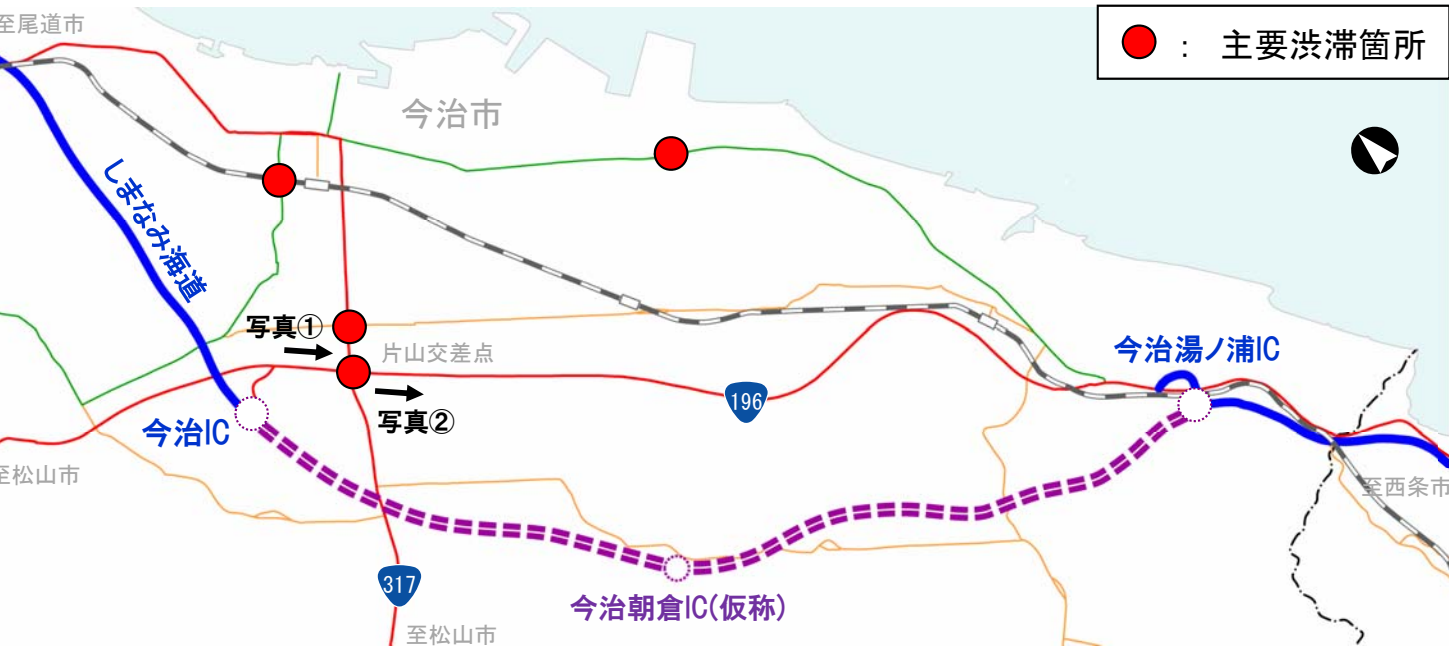 至尾道市
● : 主要渋滞箇所
今治市
しまなみ海道
写真①
片山交差点
今治湯ノ浦IC
196
写真②
今治IC
至松山市
至西条市
317
今治朝倉IC(仮称)
至松山市